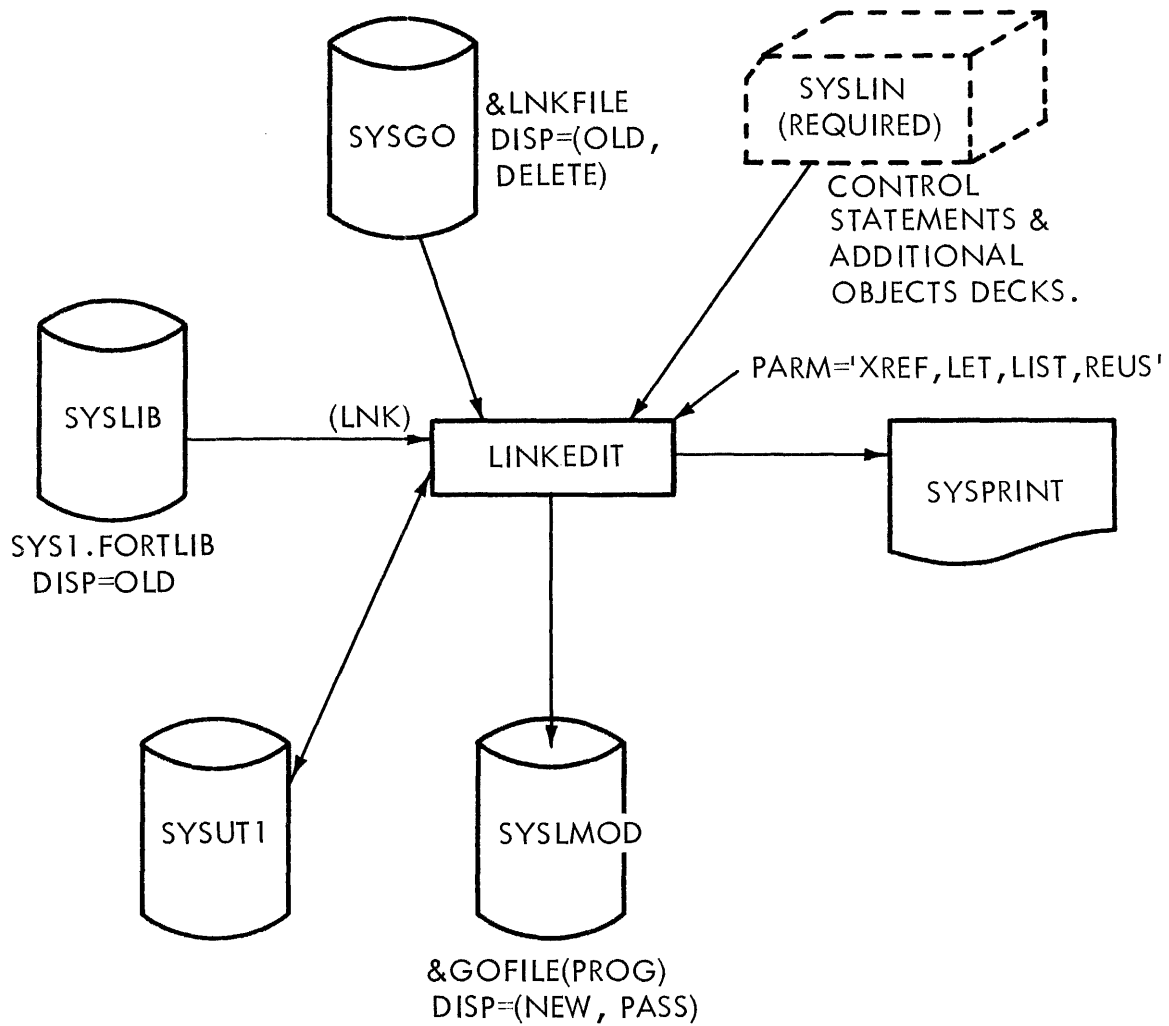 SYSGO
&LNKFILE
DISP=(OLD,
DELETE)
SYSLIN
(REQUIRED)
CONTROL
STATEMENTS &
ADDITIONAL
OBJECTS DECKS.
PARM='XREF,LET,LIST,REUS'
SYSLIB
(LNK)
LINKEDIT
SYSPRINT
SYS1.FORTLIB
DISP=OLD
SYSUT1
SYSLMOD
&GOFILE(PROG)
DISP=(NEW, PASS)